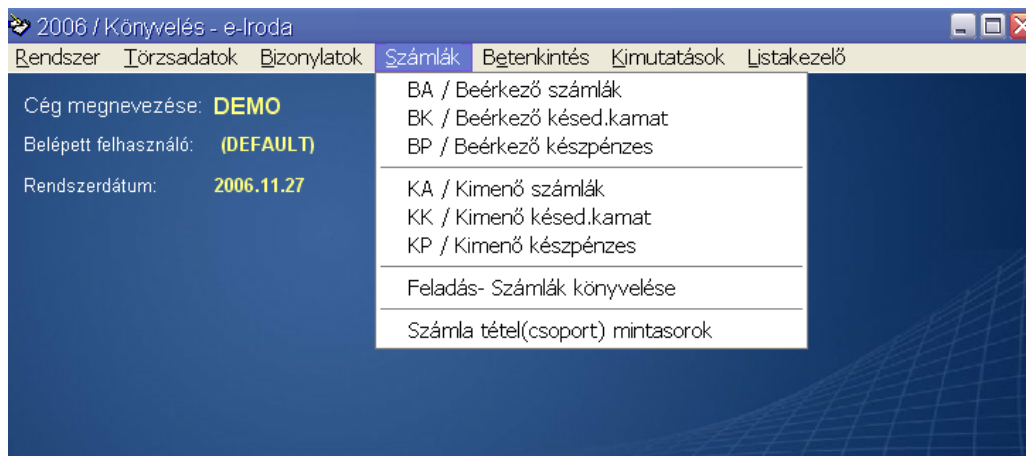 2006 / Könyvelés - e-Iroda
Rendszer Törzsadatok Bizonylatok Számlák Betenkintés Kimutatások Listakezelő
Cég megnevezése: DEMO
Belépett felhasználó: (DEFAULT)
Rendszerdátum: 2006.11.27
BA / Beérkező számlák
BK / Beérkező késed.kamat
BP / Beérkező készpénzes
KA / Kimenő számlák
KK / Kimenő késed.kamat
KP / Kimenő készpénzes
Feladás- Számlák könyvelése
Számla tétel(csoport) mintasorok